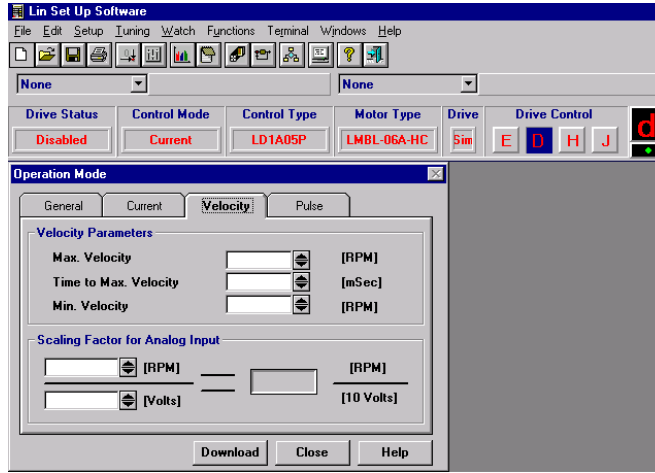 Lin Set Up Software
File Edit Setup Tuning Watch Functions Terminal Windows Help
None None
Drive Status Control Mode Control Type Motor Type Drive Drive Control
Disabled Current LD1A05P LMBL-06A-HC Sim E D H J d
Operation Mode
General Current Velocity Pulse
Velocity Parameters
Max. Velocity [RPM]
Time to Max. Velocity [mSec]
Min. Velocity [RPM]
Scaling Factor for Analog Input
[RPM] [RPM]
[Volts] [10 Volts]
Download Close Help